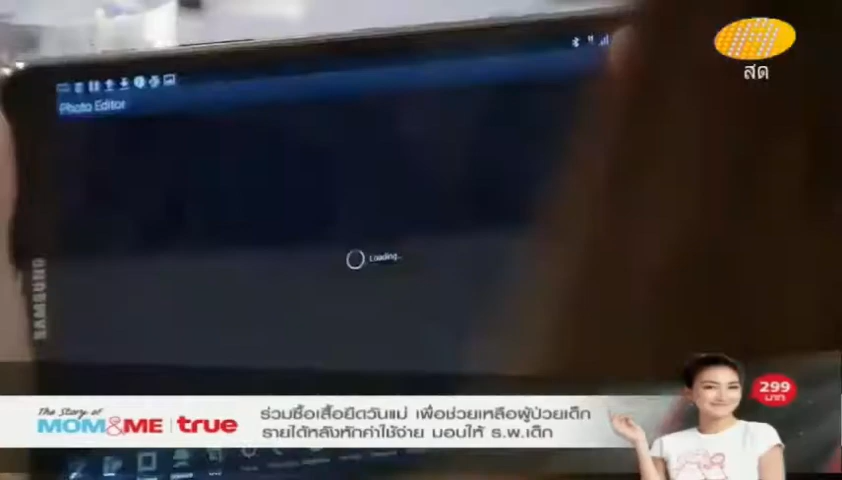 สด
Photo Editor
Loading...
SAMSUNG
The Story of
MOM&ME | true
ร่วมซื้อเสื้อยืดวันแม่ เพื่อช่วยเหลือผู้ป่วยเด็ก
รายได้หลังหักค่าใช้จ่าย มอบให้ ร.พ.เด็ก
299
บาท